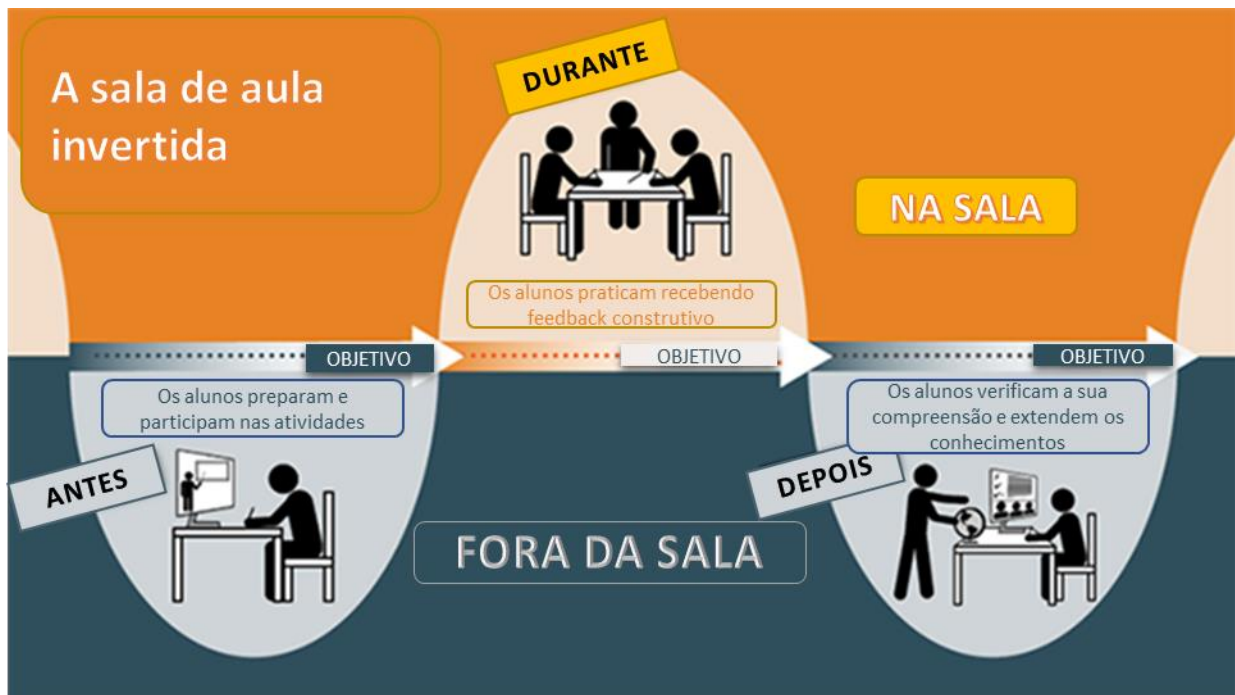 A sala de aula
invertida
DURANTE
NA SALA
Os alunos praticam recebendo
feedback construtivo
OBJETIVO
OBJETIVO
OBJETIVO
Os alunos preparam e
participam nas atividades
Os alunos verificam a sua
compreensão e extendem os
conhecimentos
ANTES
DEPOIS
FORA DA SALA